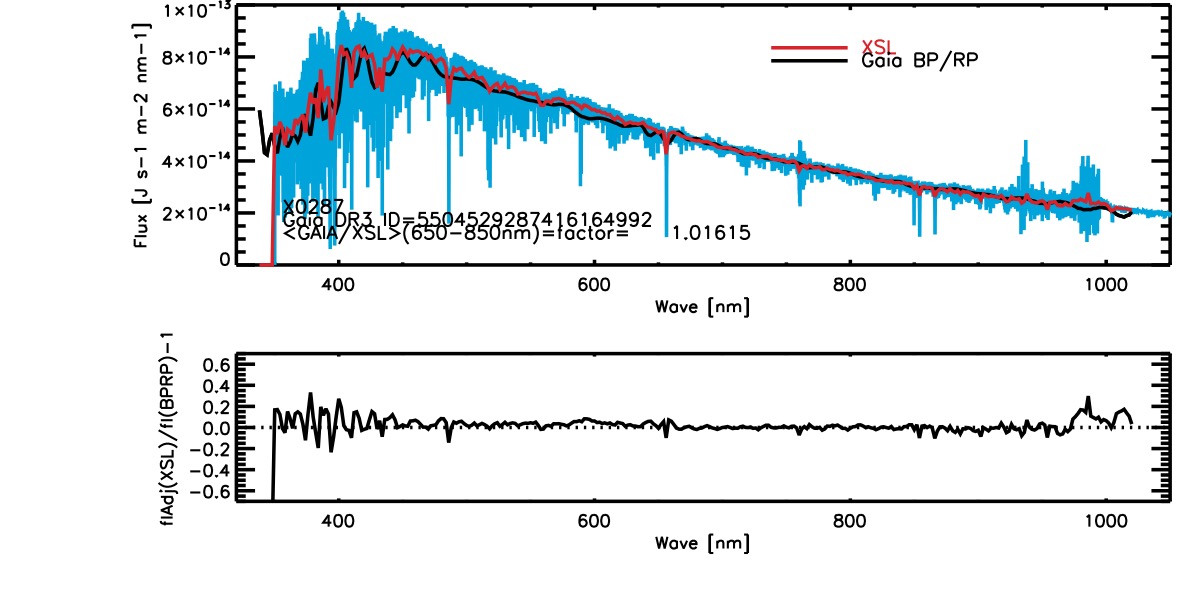 1×10−13
8×10−14
6×10−14
4×10−14
2×10−14
0
Flux [J s−1 m−2 nm−1]
XSL
Gaia BP/RP
X0287
Gaia DR3 ID=5504529287416164992
<GAIA/XSL>(650−850nm)=factor= 1.01615
400 600 800 1000
Wave [nm]
flAdj(XSL)/fl(BPRP)−1
0.6
0.4
0.2
0.0
−0.2
−0.4
−0.6
400 600 800 1000
Wave [nm]